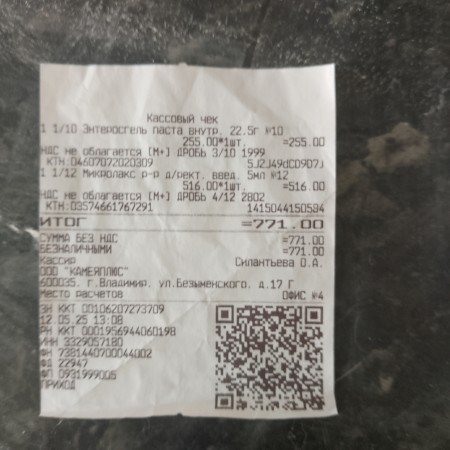 Кассовый чек
1 1/10 Энтеросгель паста внутр. 22.5г №10
255.00*1шт. =255.00
НДС не облагается [М+] ДРОБЬ 3/10 1999
КТН:04607072020309
1 1/12 Микролакс р-р д/рект. введ. 5мл №12
516.00*1шт. =516.00
НДС не облагается [М+] ДРОБЬ 4/12 2802
КТН:03574661767291 1415044150584
ИТОГ =771.00
СУММА БЕЗ НДС =771.00
БЕЗНАЛИЧНЫМИ =771.00
Кассир Силантьева О.А.
ООО "КАМЕЯПЛЮС"
600035, г.Владимир, ул.Безыменского, д.17 Г
Место расчетов ОФИС №4
ЗН ККТ 00106207273709
12.05.25 13:08
РН ККТ 0001956944060198
ИНН 3329057180
ФН 7381440700044002
ФД 22947
ФП 0931999005
ПРИХОД